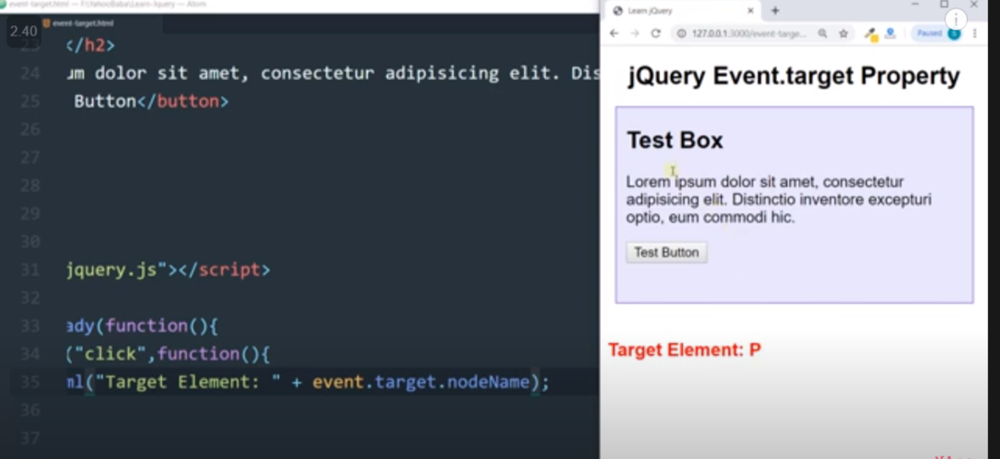 event-target.html — F:\YahooBaba\Learn-Jquery — Atom
event-target.html
2.40
23 </h2>
24 um dolor sit amet, consectetur adipisicing elit. Dis
25 Button</button>
26
27
28
29
30
31 jquery.js"></script>
32
33 ady(function(){
34 ("click",function(){
35 ml("Target Element: " + event.target.nodeName);
36
37
Learn jQuery
127.0.0.1:3000/event-targe...
Paused
jQuery Event.target Property
Test Box
Lorem ipsum dolor sit amet, consectetur
adipisicing elit. Distinctio inventore excepturi
optio, eum commodi hic.
Test Button
Target Element: P